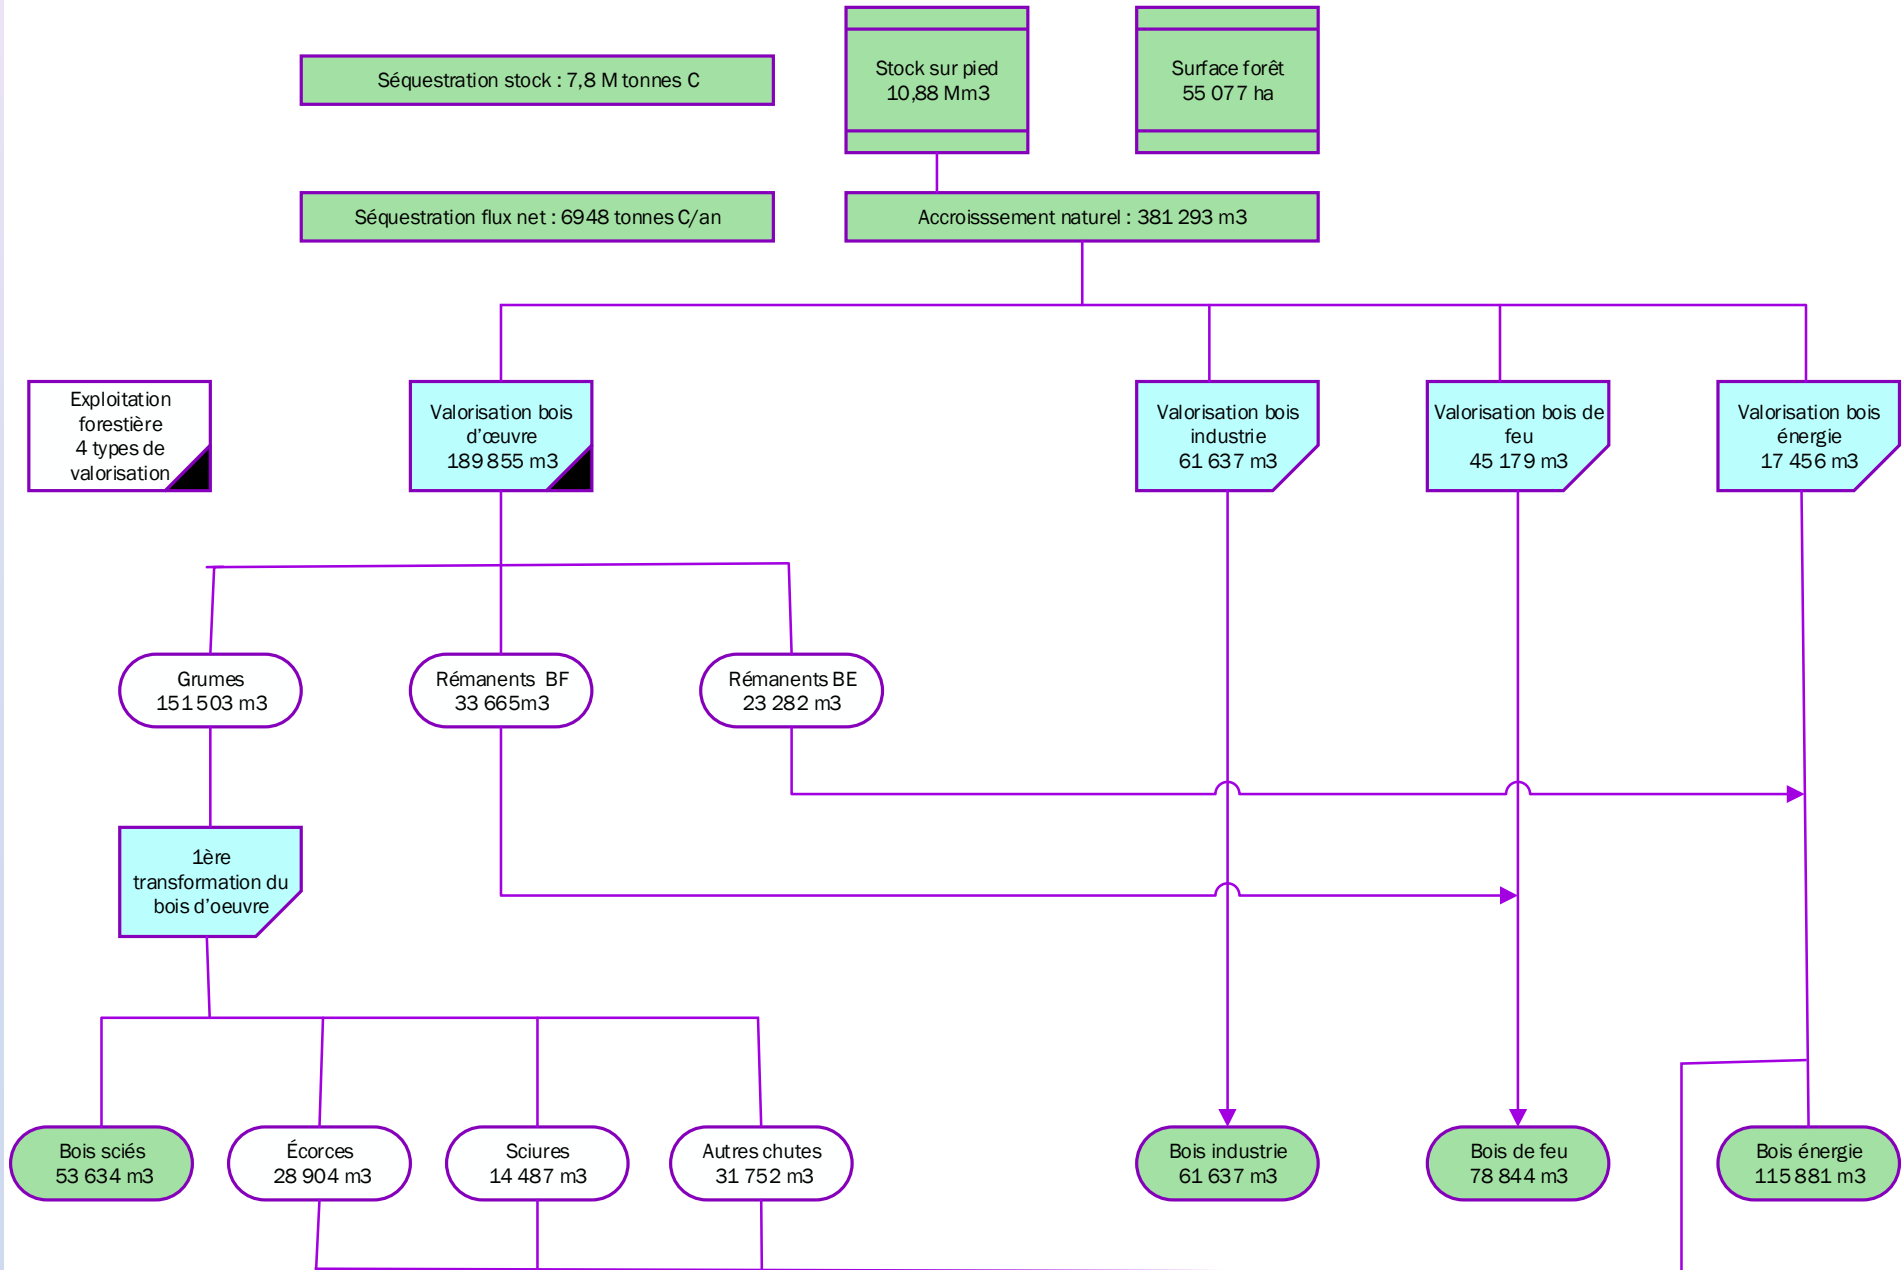 Séquestration stock : 7,8 M tonnes C
Stock sur pied
10,88 Mm3
Surface forêt
55 077 ha
Séquestration flux net : 6948 tonnes C/an
Accroisssement naturel : 381 293 m3
Exploitation
forestière
4 types de
valorisation
Valorisation bois
d’œuvre
189 855 m3
Valorisation bois
industrie
61 637 m3
Valorisation bois de
feu
45 179 m3
Valorisation bois
énergie
17 456 m3
Grumes
151 503 m3
Rémanents BF
33 665m3
Rémanents BE
23 282 m3
1ère
transformation du
bois d’oeuvre
Bois sciés
53 634 m3
Écorces
28 904 m3
Sciures
14 487 m3
Autres chutes
31 752 m3
Bois industrie
61 637 m3
Bois de feu
78 844 m3
Bois énergie
115 881 m3